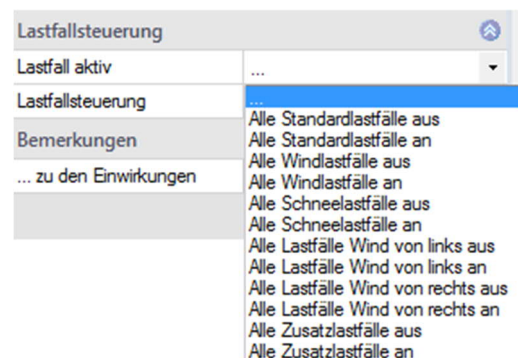 Lastfallsteuerung
Lastfall aktiv ...
Lastfallsteuerung ...
Alle Standardlastfälle aus
Bemerkungen Alle Standardlastfälle an
Alle Windlastfälle aus
... zu den Einwirkungen Alle Windlastfälle an
Alle Schneelastfälle aus
Alle Schneelastfälle an
Alle Lastfälle Wind von links aus
Alle Lastfälle Wind von links an
Alle Lastfälle Wind von rechts aus
Alle Lastfälle Wind von rechts an
Alle Zusatzlastfälle aus
Alle Zusatzlastfälle an